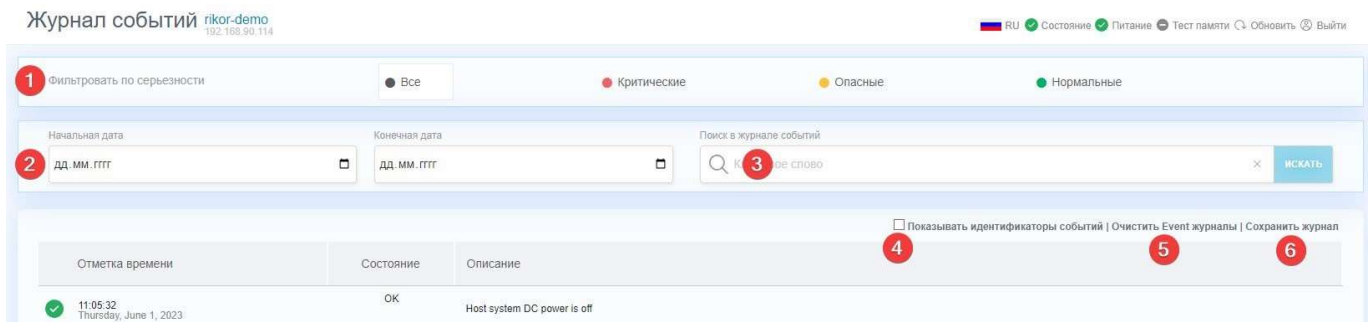 Журнал событий rikor-demo
192.168.90.114
RU Состояние Питание Тест памяти Обновить Выйти
1 Фильтровать по серьезности Все Критические Опасные Нормальные
Начальная дата Конечная дата Поиск в журнале событий
2 дд.мм.гггг дд.мм.гггг 3 слово ИСКАТЬ
Показывать идентификаторы событий | Очистить Event журналы | Сохранить журнал
4 5 6
Отметка времени Состояние Описание
11:05:32 OK Host system DC power is off
Thursday, June 1, 2023